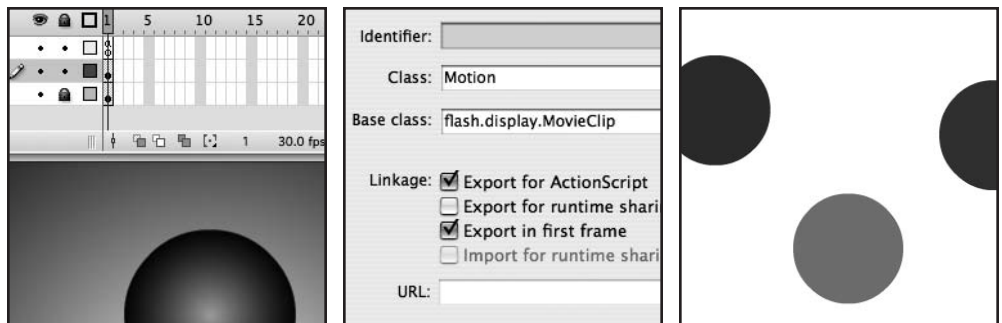 1 5 10 15 20
1 30.0 fps
Identifier:
Class: Motion
Base class: flash.display.MovieClip
Linkage: Export for ActionScript
Export for runtime shari
Export in first frame
Import for runtime shari
URL: